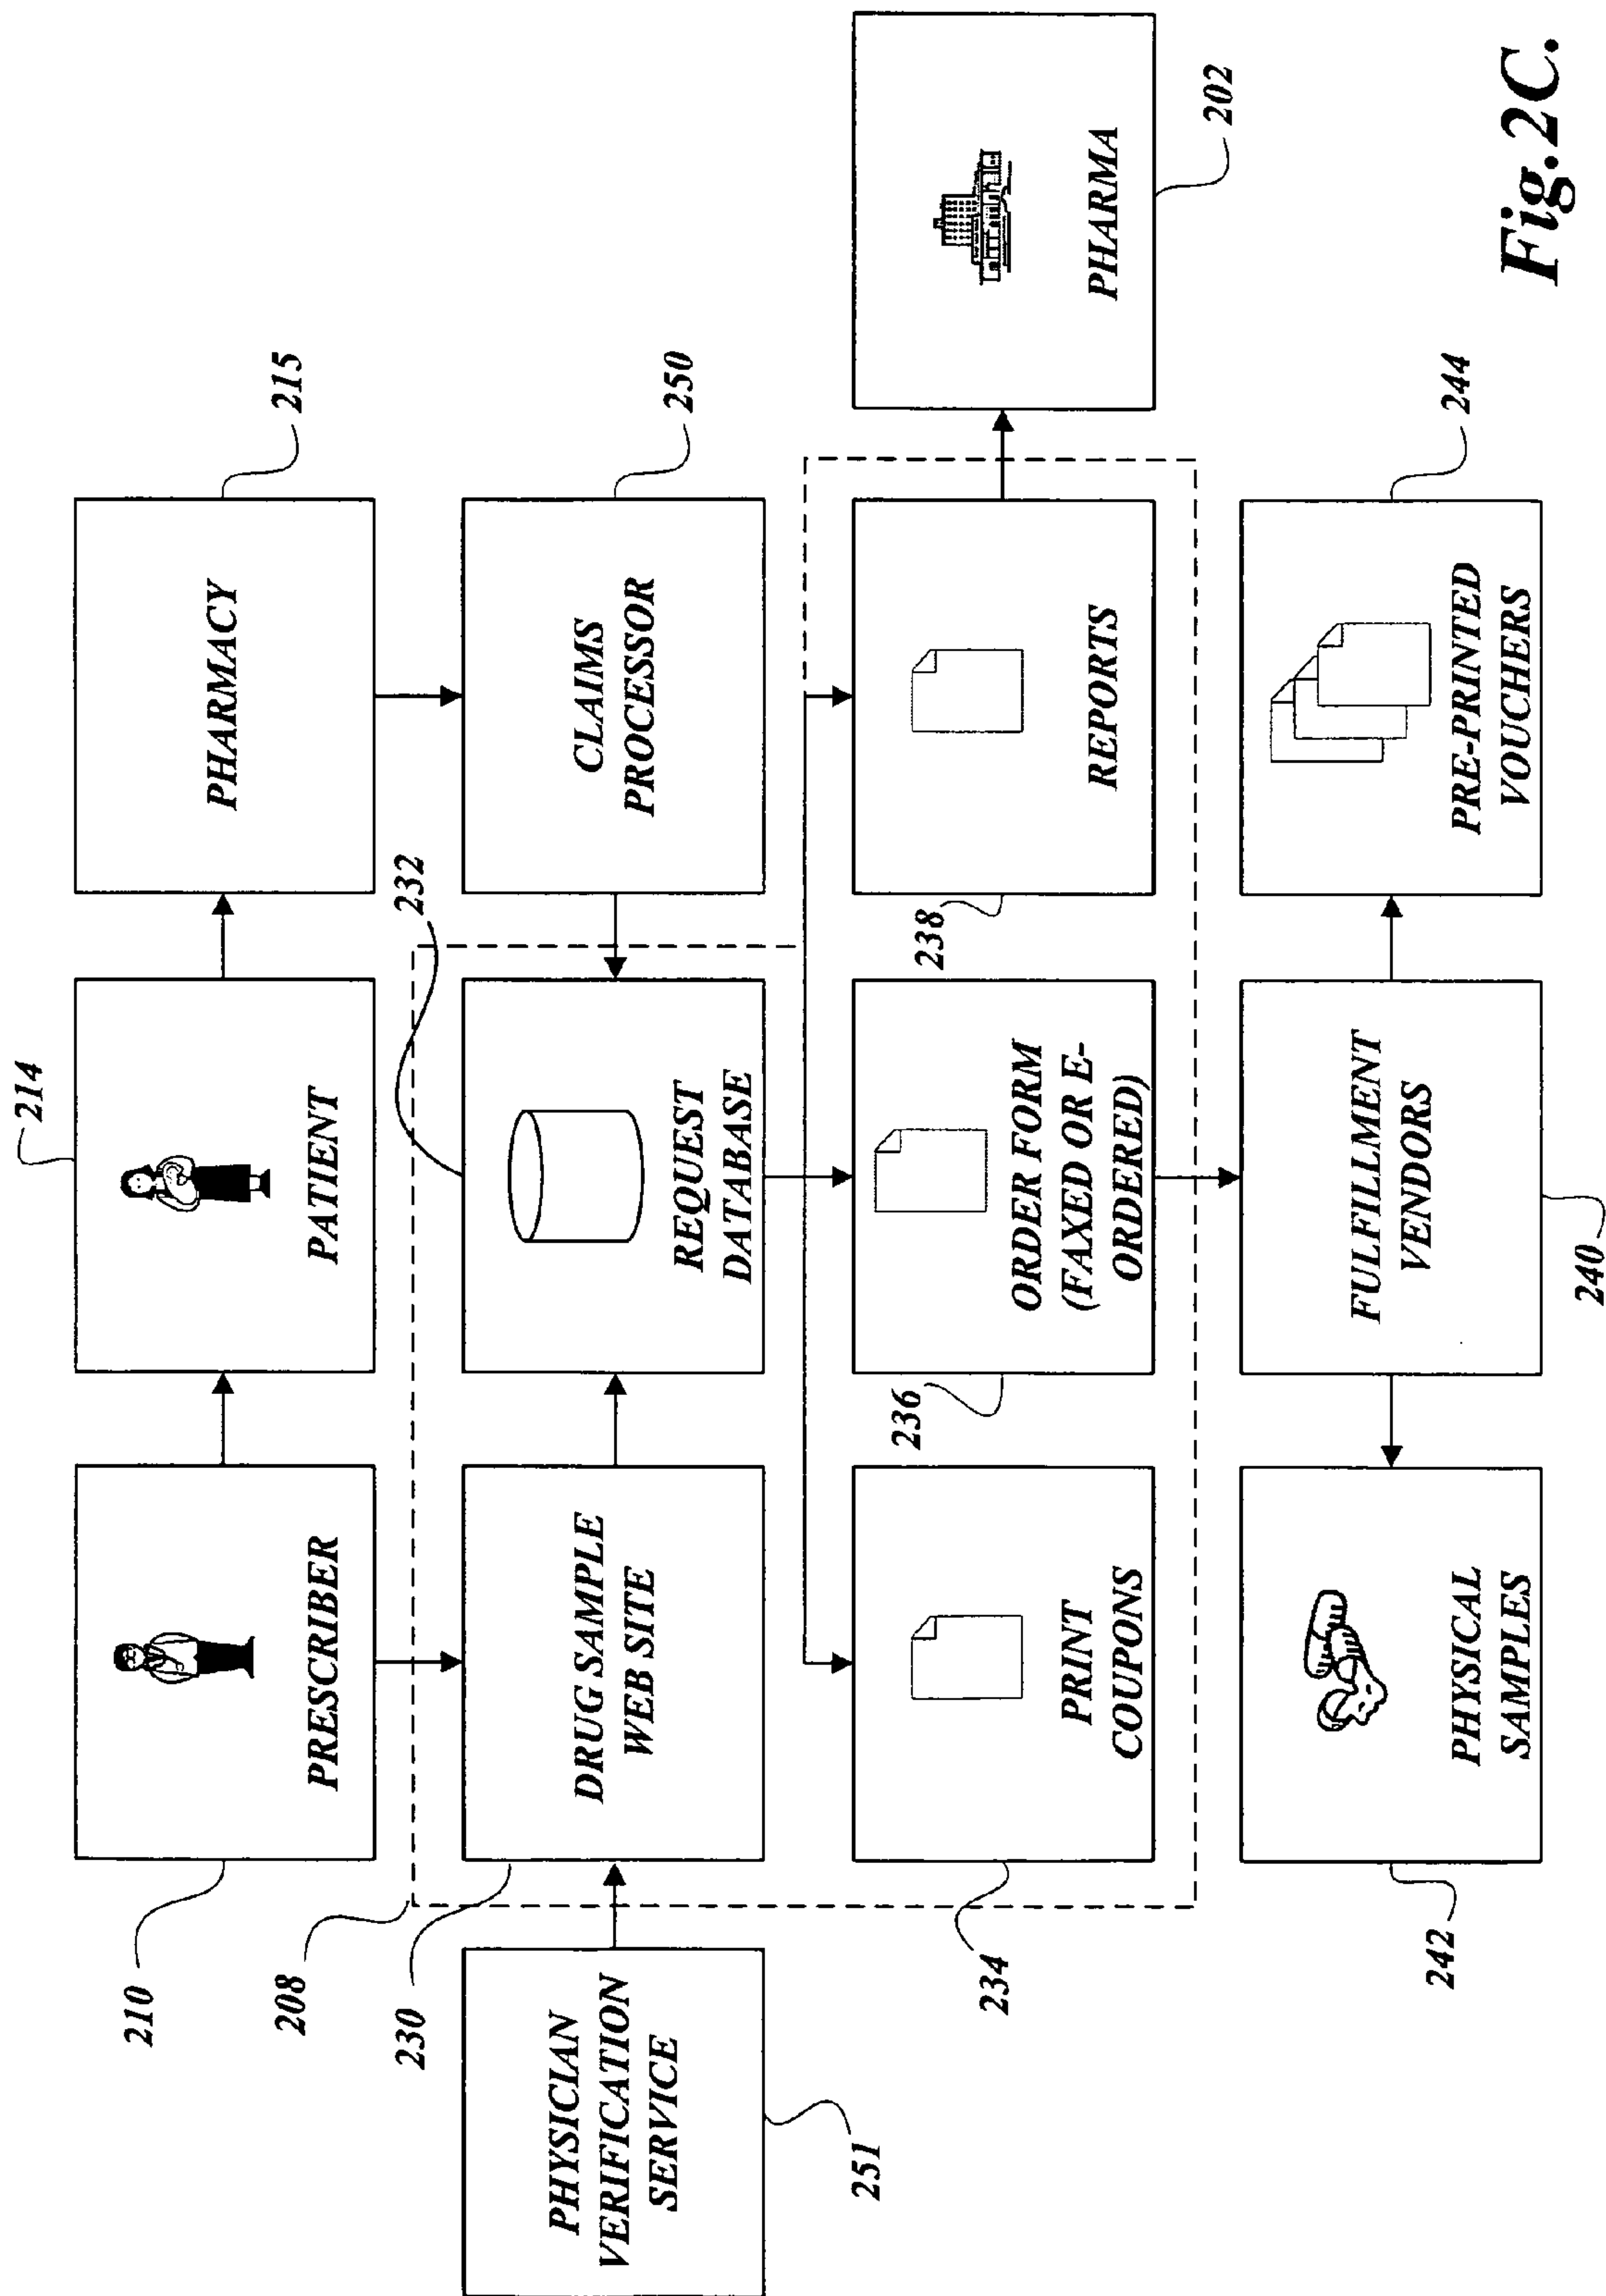 210
PRESCRIBER
214
PATIENT
PHARMACY
215
208
230
PHYSICIAN
VERIFICATION
SERVICE
251
DRUG SAMPLE
WEB SITE
232
REQUEST
DATABASE
CLAIMS
PROCESSOR
250
234
PRINT
COUPONS
236
ORDER FORM
(FAXED OR E-
ORDERED)
238
REPORTS
PHARMA
202
242
PHYSICAL
SAMPLES
FULFILLMENT
VENDORS
240
PRE-PRINTED
VOUCHERS
244
Fig.2C.